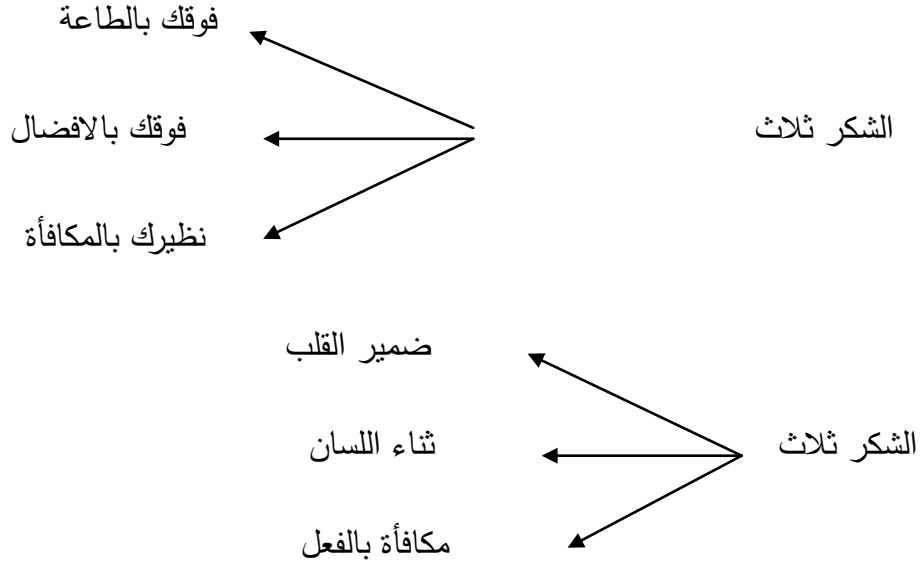 فوقك بالطاعة
الشكر ثلاث
فوقك بالافضال
نظيرك بالمكافأة
ضمير القلب
الشكر ثلاث
ثناء اللسان
مكافأة بالفعل